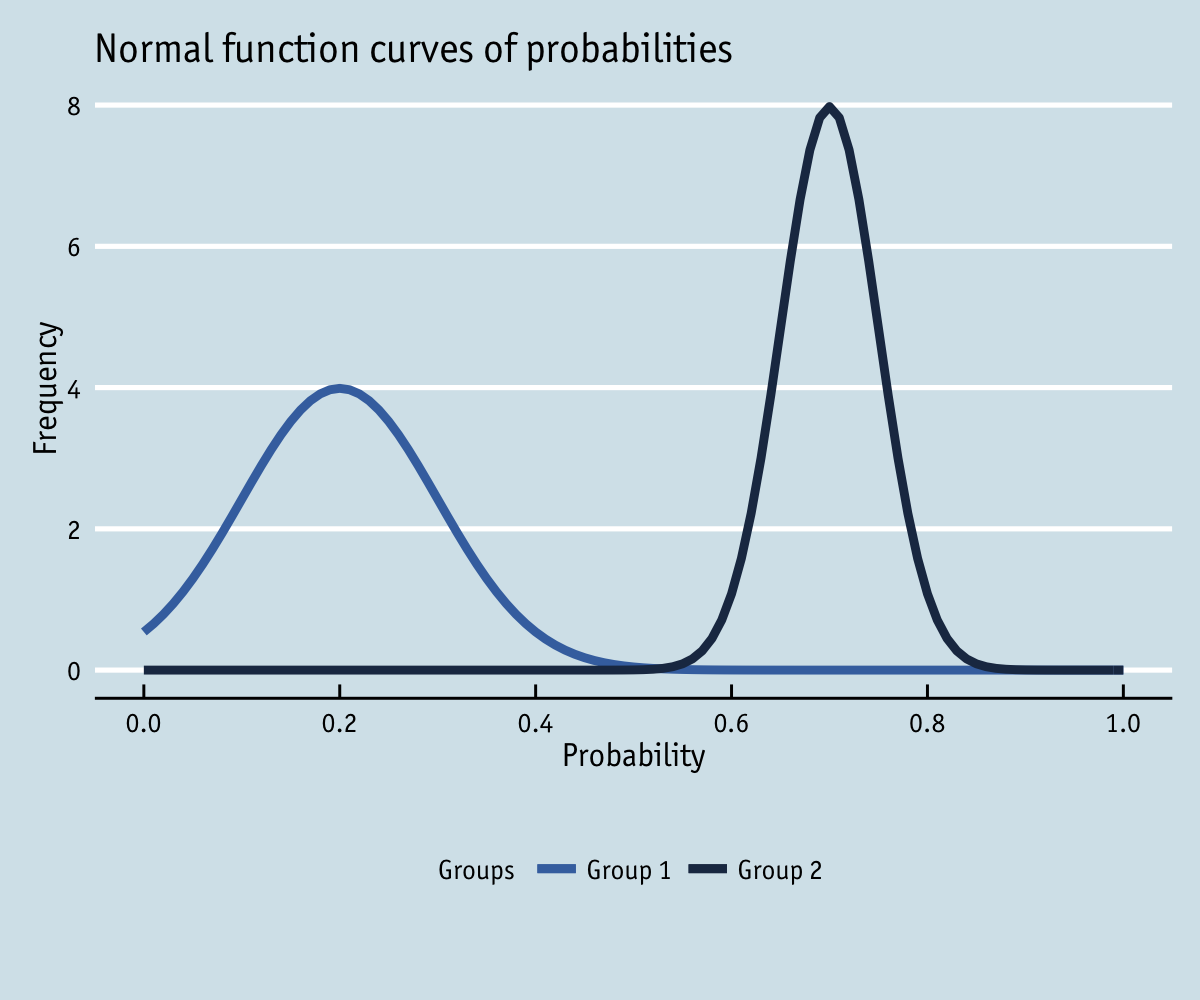 Normal function curves of probabilities
8
6
4
2
0
Frequency
0.0 0.2 0.4 0.6 0.8 1.0
Probability
Groups Group 1 Group 2